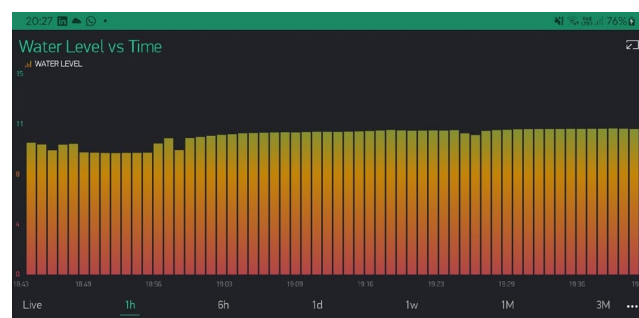 20:27 in 76%
Water Level vs Time
WATER LEVEL
15
11
8
4
0
18:43 18:49 18:56 19:03 19:09 19:16 19:23 19:29 19:36
Live 1h 6h 1d 1w 1M 3M ...